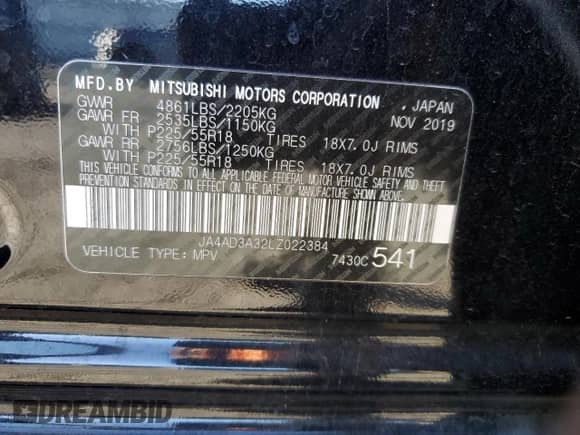 MFD.BY MITSUBISHI MOTORS CORPORATION , JAPAN
GVWR 4861LBS/2205KG NOV 2019
GAWR FR 2535LBS/1150KG
WITH P225/55R18 TIRES 18X7.0J RIMS
GAWR RR 2756LBS/1250KG
WITH P225/55R18 TIRES 18X7.0J RIMS
THIS VEHICLE CONFORMS TO ALL APPLICABLE FEDERAL MOTOR VEHICLE SAFETY AND THEFT
PREVENTION STANDARDS IN EFFECT ON THE DATE OF MANUFACTURE SHOWN ABOVE.
JA4AD3A32LZ022384
VEHICLE TYPE: MPV 7430C 541
DREAMBID